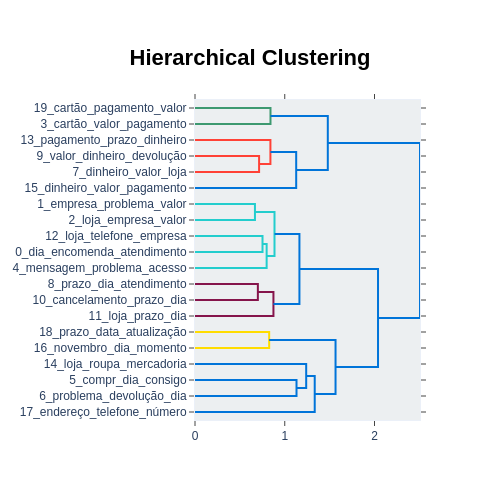 Hierarchical Clustering
19_cartão_pagamento_valor
3_cartão_valor_pagamento
13_pagamento_prazo_dinheiro
9_valor_dinheiro_devolução
7_dinheiro_valor_loja
15_dinheiro_valor_pagamento
1_empresa_problema_valor
2_loja_empresa_valor
12_loja_telefone_empresa
0_dia_encomenda_atendimento
4_mensagem_problema_acesso
8_prazo_dia_atendimento
10_cancelamento_prazo_dia
11_loja_prazo_dia
18_prazo_data_atualização
16_novembro_dia_momento
14_loja_roupa_mercadoria
5_compr_dia_consigo
6_problema_devolução_dia
17_endereço_telefone_número
0 1 2